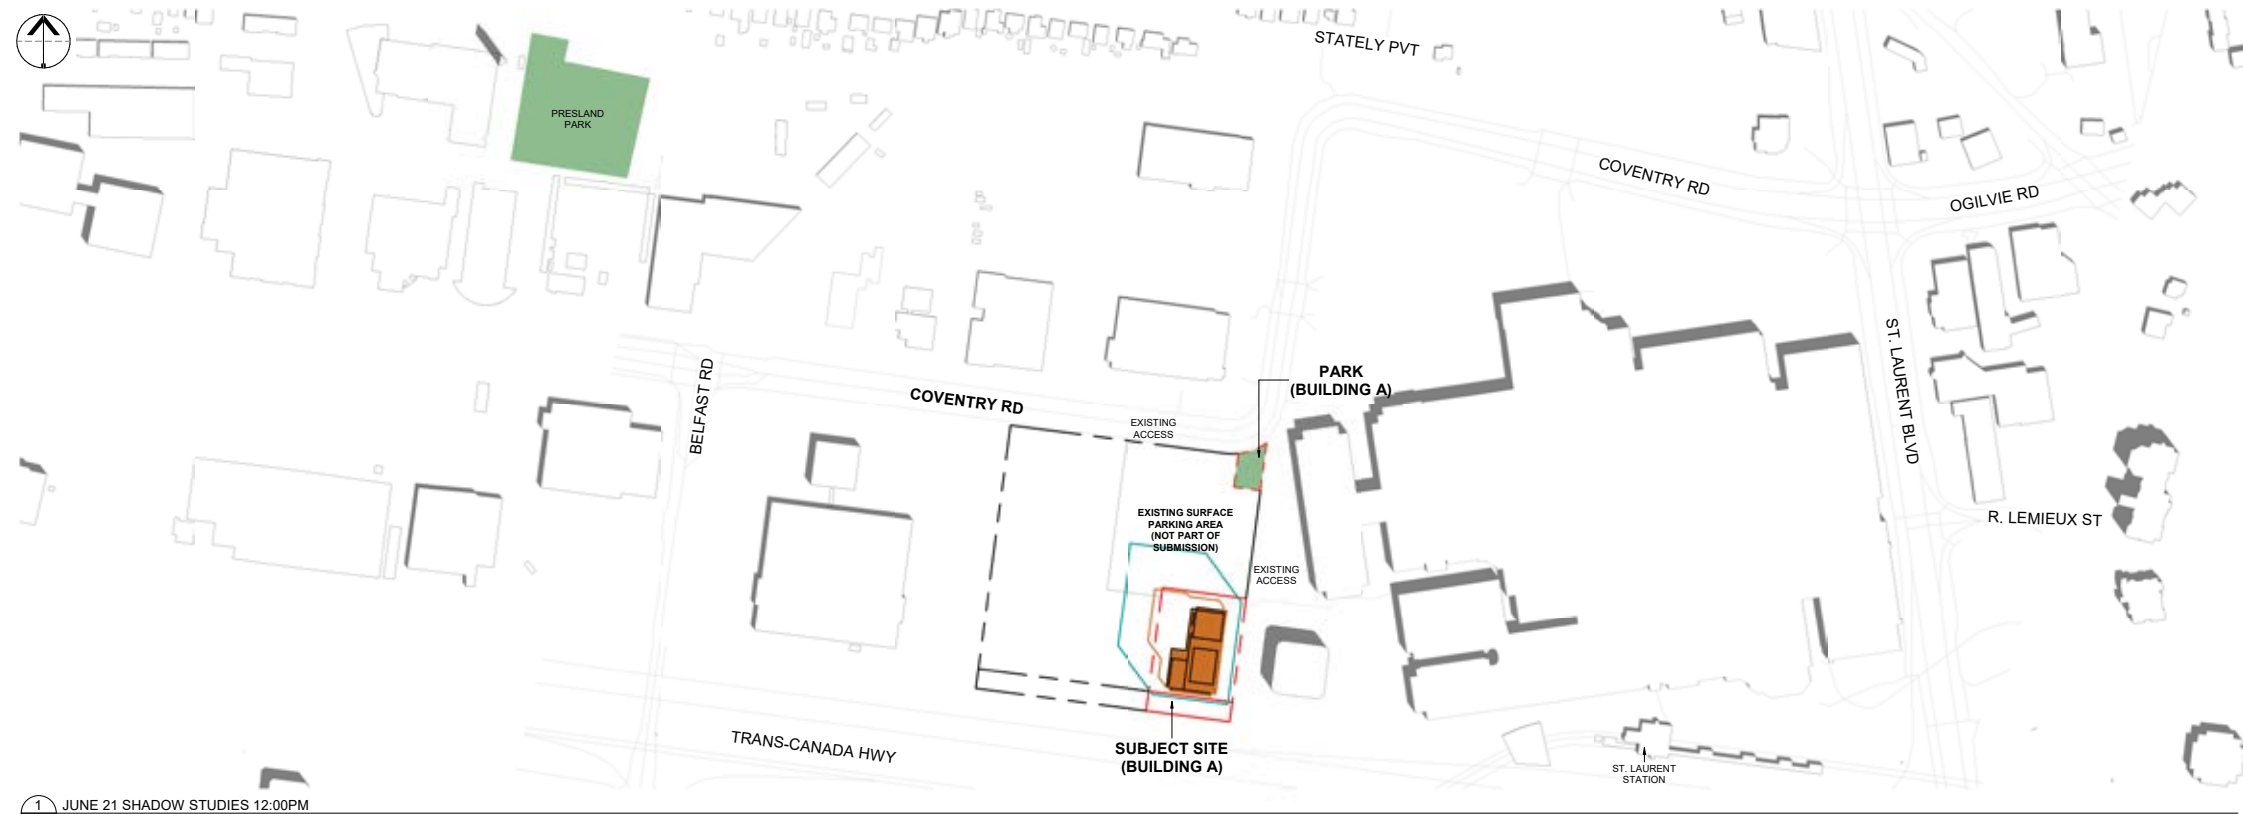 STATELY PVT
PRESLAND
PARK
COVENTRY RD
OGILVIE RD
ST. LAURENT BLVD
BELFAST RD
PARK
(BUILDING A)
COVENTRY RD
EXISTING
ACCESS
EXISTING SURFACE
PARKING AREA
(NOT PART OF
SUBMISSION)
R. LEMIEUX ST
EXISTING
ACCESS
TRANS-CANADA HWY
SUBJECT SITE
(BUILDING A)
ST. LAURENT
STATION
1 JUNE 21 SHADOW STUDIES 12:00PM